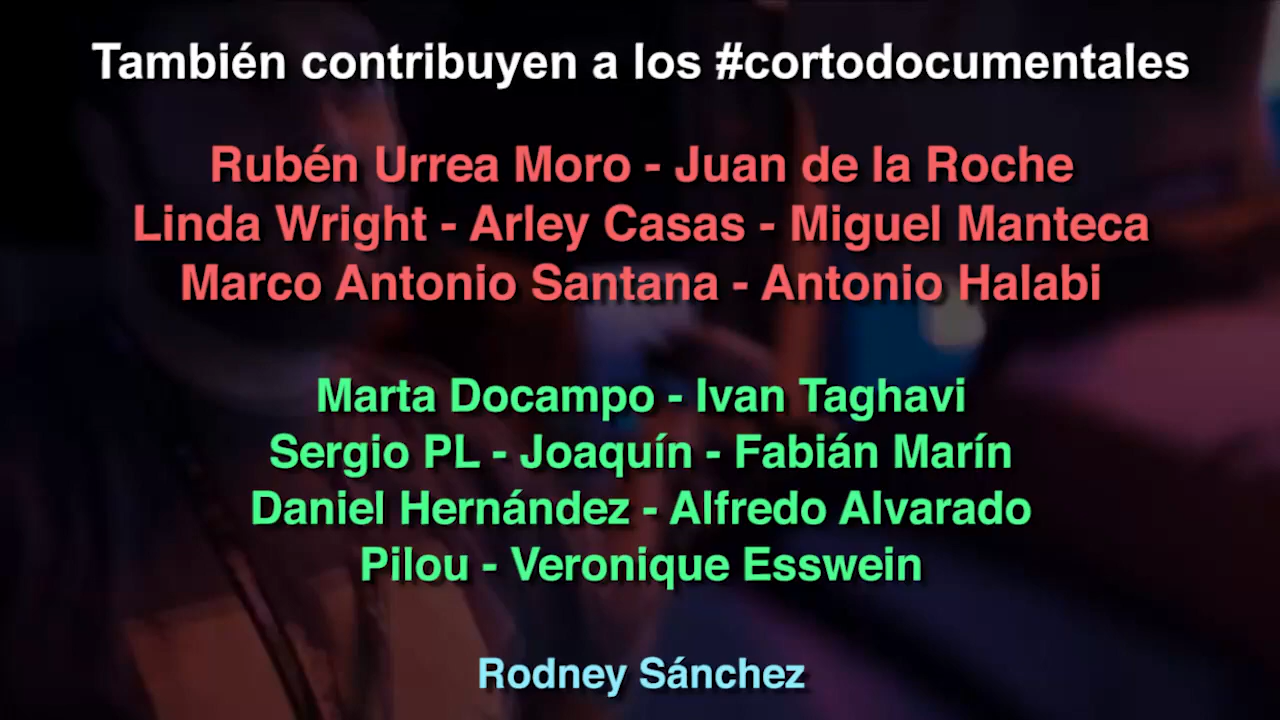 También contribuyen a los #cortodocumentales
Rubén Urrea Moro - Juan de la Roche
Linda Wright - Arley Casas - Miguel Manteca
Marco Antonio Santana - Antonio Halabi
Marta Docampo - Ivan Taghavi
Sergio PL - Joaquín - Fabián Marín
Daniel Hernández - Alfredo Alvarado
Pilou - Veronique Esswein
Rodney Sánchez